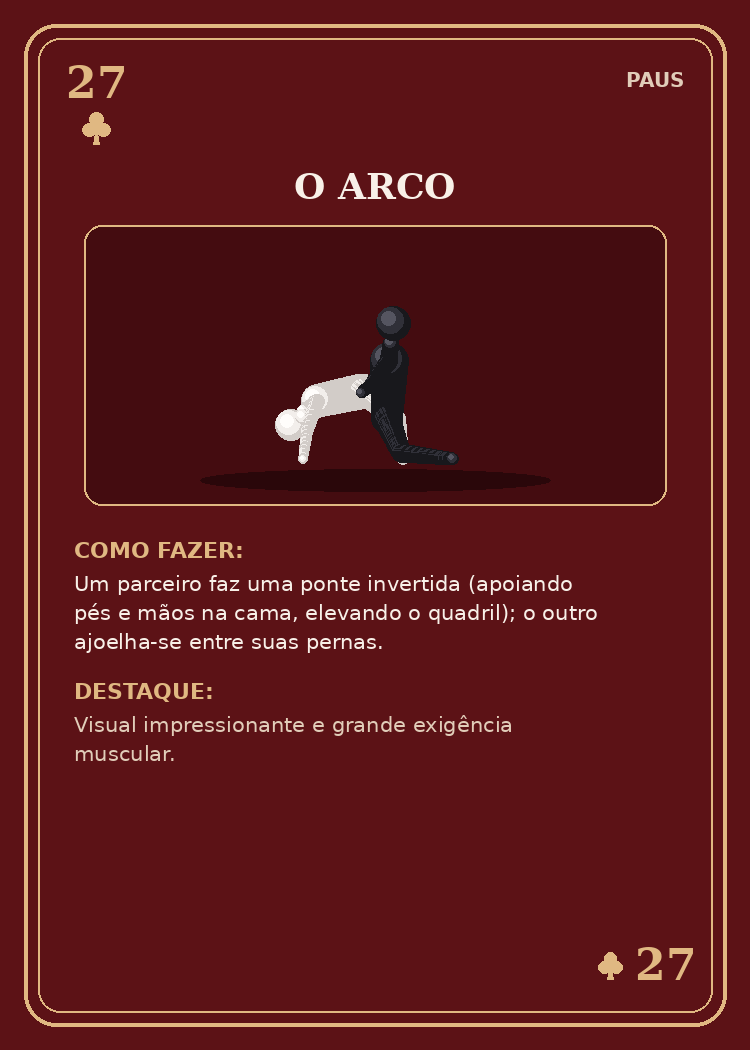 27
PAUS
O ARCO
COMO FAZER:
Um parceiro faz uma ponte invertida (apoiando
pés e mãos na cama, elevando o quadril); o outro
ajoelha-se entre suas pernas.
DESTAQUE:
Visual impressionante e grande exigência
muscular.
27